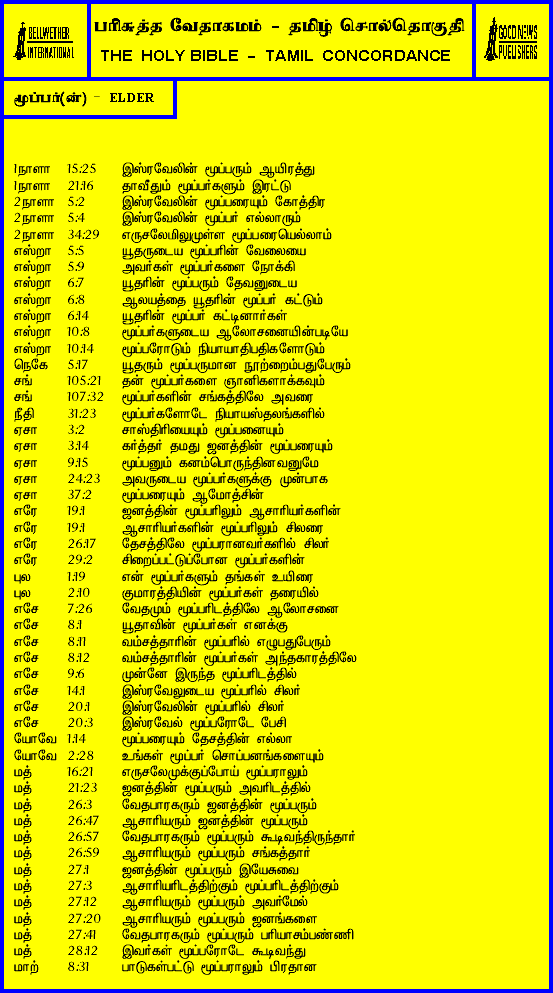 BELLWETHER
INTERNATIONAL
பரிசுத்த வேதாகமம் - தமிழ் சொல்தொகுதி
THE HOLY BIBLE - TAMIL CONCORDANCE
GOOD NEWS
PUBLISHERS
மூப்பர்(ன்) - ELDER
1நாளா 15:25 இஸ்ரவேலின் மூப்பரும் ஆயிரத்து
1நாளா 21:16 தாவீதும் மூப்பர்களும் இரட்டு
2நாளா 5:2 இஸ்ரவேலின் மூப்பரையும் கோத்திர
2நாளா 5:4 இஸ்ரவேலின் மூப்பர் எல்லாரும்
2நாளா 34:29 எருசலேமிலுமுள்ள மூப்பரையெல்லாம்
எஸ்றா 5:5 யூதருடைய மூப்பரின் வேலையை
எஸ்றா 5:9 அவர்கள் மூப்பர்களை நோக்கி
எஸ்றா 6:7 யூதரின் மூப்பரும் தேவனுடைய
எஸ்றா 6:8 ஆலயத்தை யூதரின் மூப்பர் கட்டும்
எஸ்றா 6:14 யூதரின் மூப்பர் கட்டினார்கள்
எஸ்றா 10:8 மூப்பர்களுடைய ஆலோசனையின்படியே
எஸ்றா 10:14 மூப்பரோடும் நியாயாதிபதிகளோடும்
நெகே 5:17 யூதரும் மூப்பருமான நூற்றைம்பதுபேரும்
சங் 105:21 தன் மூப்பர்களை ஞானிகளாக்கவும்
சங் 107:32 மூப்பர்களின் சங்கத்திலே அவரை
நீதி 31:23 மூப்பர்களோடே நியாயஸ்தலங்களில்
ஏசா 3:2 சாஸ்திரியையும் மூப்பனையும்
ஏசா 3:14 கர்த்தர் தமது ஜனத்தின் மூப்பரையும்
ஏசா 9:15 மூப்பனும் கனம்பொருந்தினவனுமே
ஏசா 24:23 அவருடைய மூப்பர்களுக்கு முன்பாக
ஏசா 37:2 மூப்பரையும் ஆமோத்சின்
எரே 19:1 ஜனத்தின் மூப்பரிலும் ஆசாரியர்களின்
எரே 19:1 ஆசாரியர்களின் மூப்பரிலும் சிலரை
எரே 26:17 தேசத்திலே மூப்பரானவர்களில் சிலர்
எரே 29:2 சிறைப்பட்டுப்போன மூப்பர்களின்
புல 1:19 என் மூப்பர்களும் தங்கள் உயிரை
புல 2:10 குமாரத்தியின் மூப்பர்கள் தரையில்
எசே 7:26 வேதமும் மூப்பரிடத்திலே ஆலோசனை
எசே 8:1 யூதாவின் மூப்பர்கள் எனக்கு
எசே 8:11 வம்சத்தாரின் மூப்பரில் எழுபதுபேரும்
எசே 8:12 வம்சத்தாரின் மூப்பர்கள் அந்தகாரத்திலே
எசே 9:6 முன்னே இருந்த மூப்பரிடத்தில்
எசே 14:1 இஸ்ரவேலுடைய மூப்பரில் சிலர்
எசே 20:1 இஸ்ரவேலின் மூப்பரில் சிலர்
எசே 20:3 இஸ்ரவேல் மூப்பரோடே பேசி
யோவே 1:14 மூப்பரையும் தேசத்தின் எல்லா
யோவே 2:28 உங்கள் மூப்பர் சொப்பனங்களையும்
மத் 16:21 எருசலேமுக்குப்போய் மூப்பராலும்
மத் 21:23 ஜனத்தின் மூப்பரும் அவரிடத்தில்
மத் 26:3 வேதபாரகரும் ஜனத்தின் மூப்பரும்
மத் 26:47 ஆசாரியரும் ஜனத்தின் மூப்பரும்
மத் 26:57 வேதபாரகரும் மூப்பரும் கூடிவந்திருந்தார்
மத் 26:59 ஆசாரியரும் மூப்பரும் சங்கத்தார்
மத் 27:1 ஜனத்தின் மூப்பரும் இயேசுவை
மத் 27:3 ஆசாரியரிடத்திற்கும் மூப்பரிடத்திற்கும்
மத் 27:12 ஆசாரியரும் மூப்பரும் அவர்மேல்
மத் 27:20 ஆசாரியரும் மூப்பரும் ஜனங்களை
மத் 27:41 வேதபாரகரும் மூப்பரும் பரியாசம்பண்ணி
மத் 28:12 இவர்கள் மூப்பரோடே கூடிவந்து
மாற் 8:31 பாடுகள்பட்டு மூப்பராலும் பிரதான